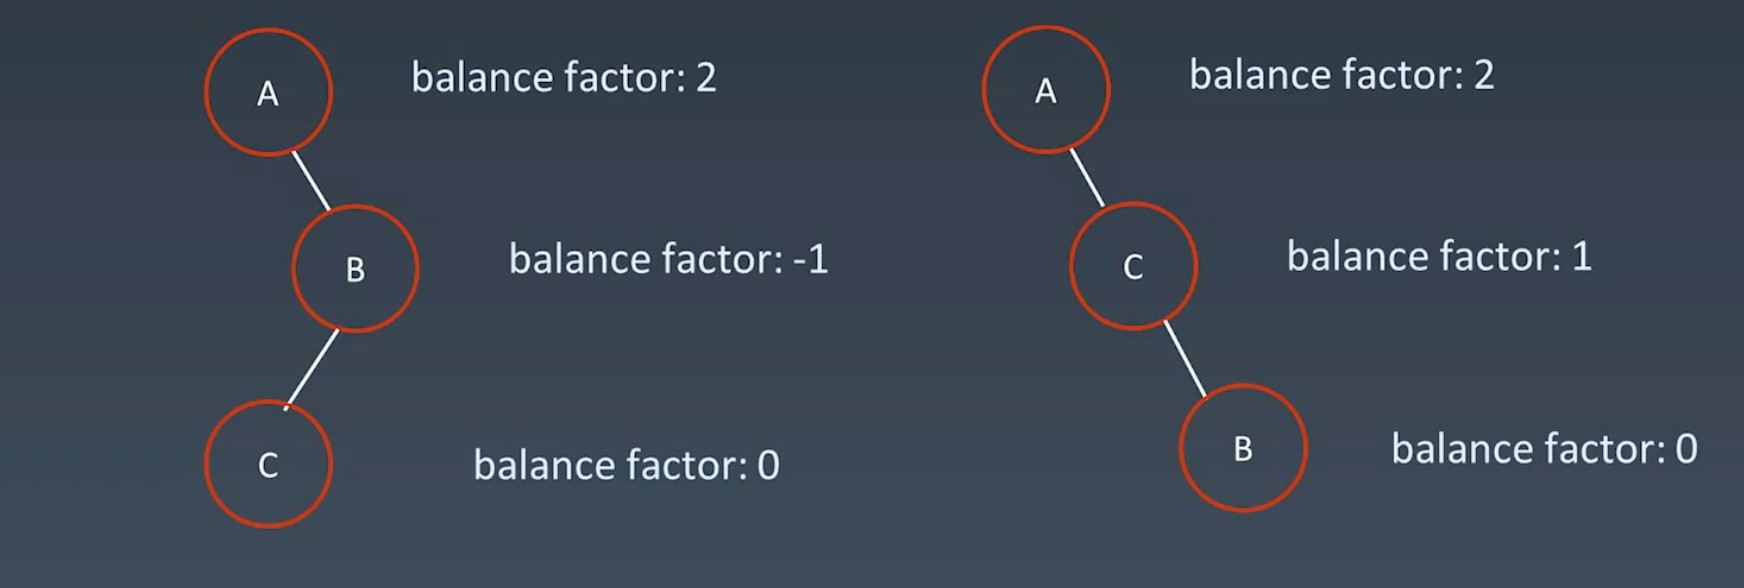 A balance factor: 2
B balance factor: -1
C balance factor: 0
A balance factor: 2
C balance factor: 1
B balance factor: 0